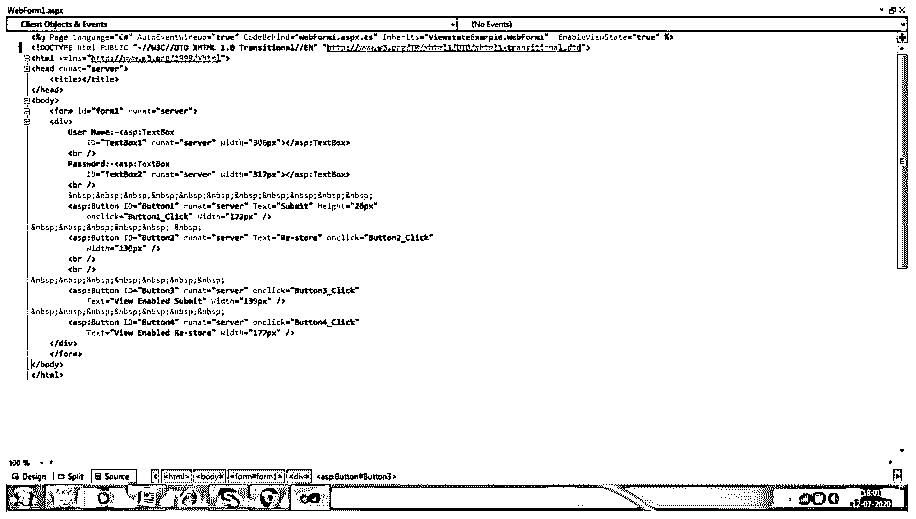 WebForm1.aspx
Client Objects & Events (No Events)
<%@ Page Language="C#" AutoEventWireup="true" CodeBehind="WebForm1.aspx.cs" Inherits="ViewstateExample.WebForm1" EnableViewState="true" %>
<!DOCTYPE html PUBLIC "-//W3C//DTD XHTML 1.0 Transitional//EN" "http://www.w3.org/TR/xhtml1/DTD/xhtml1-transitional.dtd">
<html xmlns="http://www.w3.org/1999/xhtml">
<head runat="server">
<title></title>
</head>
<body>
<form id="form1" runat="server">
<div>
User Name:-<asp:TextBox
ID="TextBox1" runat="server" width="306px"></asp:TextBox>
<br />
Password:-<asp:TextBox
ID="TextBox2" runat="server" width="317px"></asp:TextBox>
<br />
&nbsp;&nbsp;&nbsp;&nbsp;&nbsp;&nbsp;&nbsp;&nbsp;&nbsp;&nbsp;&nbsp;
<asp:Button ID="Button1" runat="server" Text="Submit" Height="26px"
onclick="Button1_Click" width="122px" />
&nbsp;&nbsp;&nbsp;&nbsp;&nbsp; &nbsp;
<asp:Button ID="Button2" runat="server" Text="Re-store" onclick="Button2_Click"
width="130px" />
<br />
<br />
&nbsp;&nbsp;&nbsp;&nbsp;&nbsp;&nbsp;&nbsp;
<asp:Button ID="Button3" runat="server" onclick="Button3_Click"
Text="View Enabled Submit" width="139px" />
&nbsp;&nbsp;&nbsp;&nbsp;&nbsp;&nbsp;&nbsp;
<asp:Button ID="Button4" runat="server" onclick="Button4_Click"
Text="View Enabled Re-store" width="177px" />
</div>
</form>
</body>
</html>
100 %
Design Split Source <html> <body> <form#form1> <div> <asp:Button#Button3>
18:01
12-07-2020